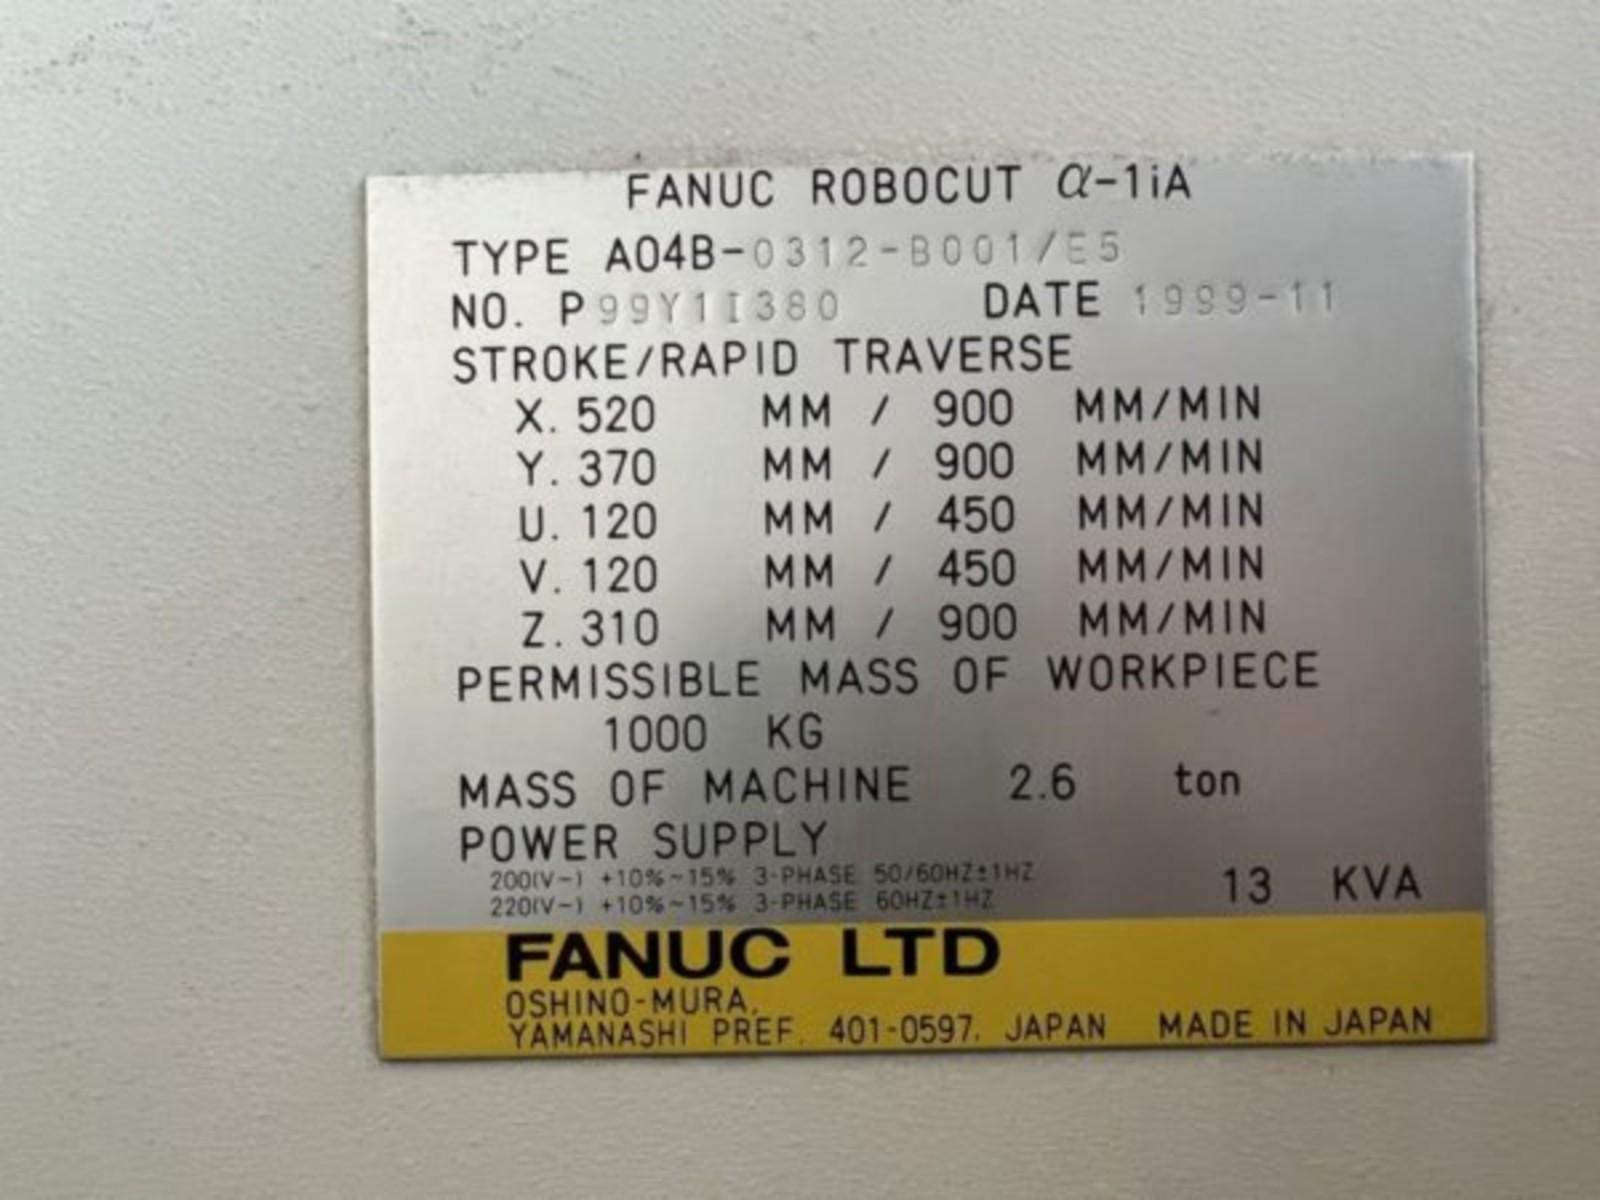 FANUC ROBOCUT α-1iA
TYPE A04B-0312-B001/E5
NO. P99Y1I380 DATE 1999-11
STROKE/RAPID TRAVERSE
X. 520 MM / 900 MM/MIN
Y. 370 MM / 900 MM/MIN
U. 120 MM / 450 MM/MIN
V. 120 MM / 450 MM/MIN
Z. 310 MM / 900 MM/MIN
PERMISSIBLE MASS OF WORKPIECE
1000 KG
MASS OF MACHINE 2.6 ton
POWER SUPPLY
200(V~) +10%~15% 3-PHASE 50/60HZ±1HZ
220(V~) +10%~15% 3-PHASE 60HZ±1HZ
13 KVA
FANUC LTD
OSHINO-MURA,
YAMANASHI PREF. 401-0597, JAPAN MADE IN JAPAN